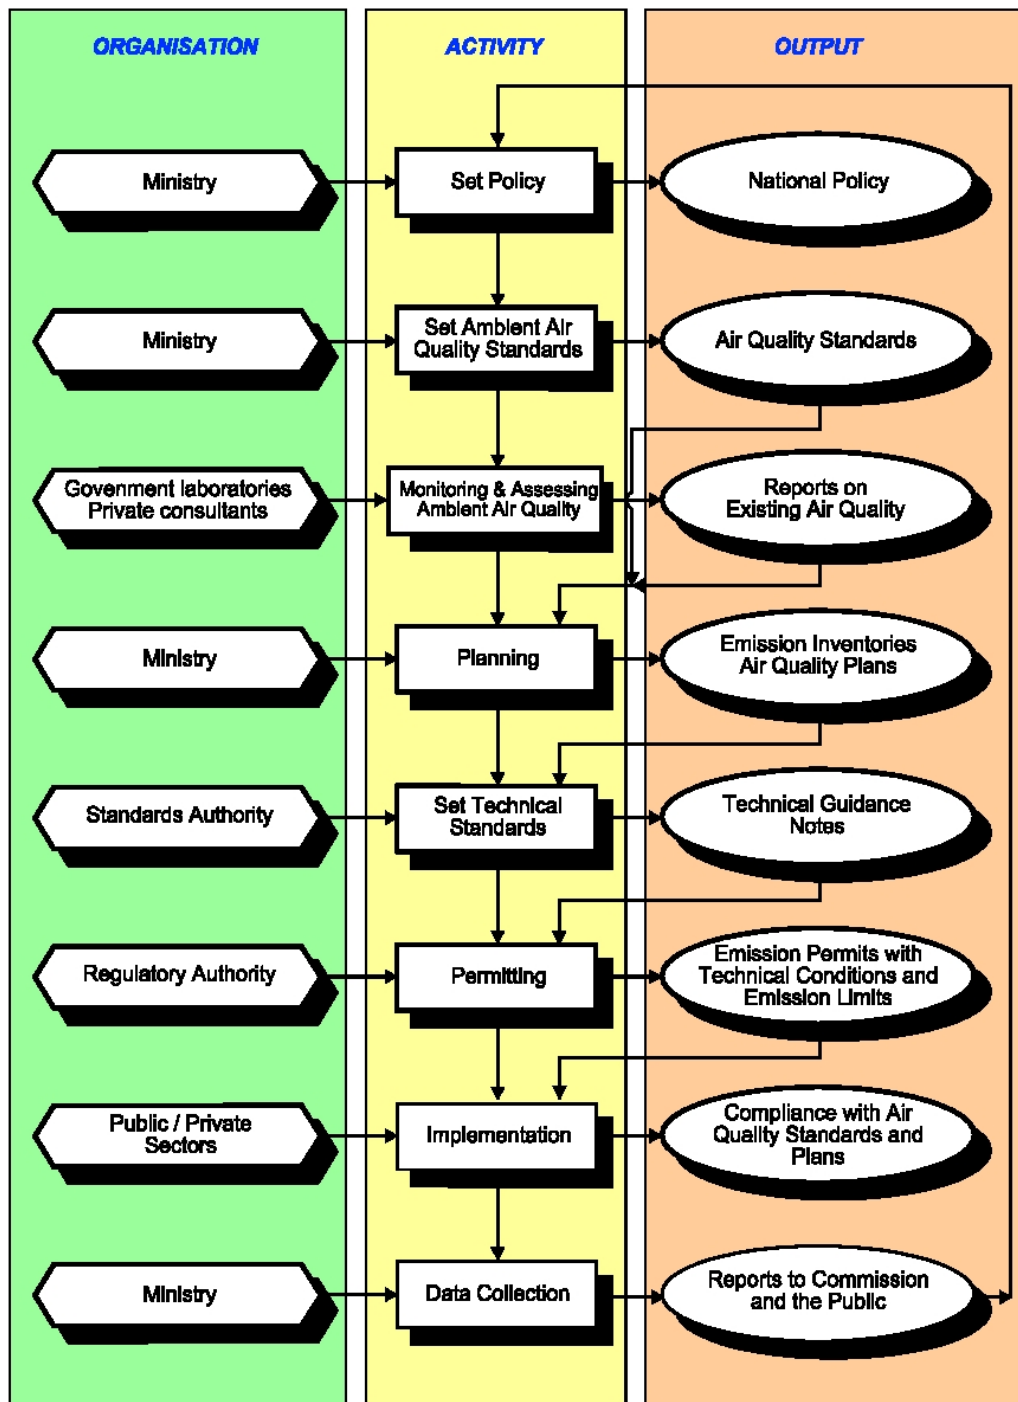 ORGANISATION
ACTIVITY
OUTPUT
Ministry
Set Policy
National Policy
Ministry
Set Ambient Air
Quality Standards
Air Quality Standards
Govenment laboratories
Private consultants
Monitoring & Assessing
Ambient Air Quality
Reports on
Existing Air Quality
Ministry
Planning
Emission Inventories
Air Quality Plans
Standards Authority
Set Technical
Standards
Technical Guidance
Notes
Regulatory Authority
Permitting
Emission Permits with
Technical Conditions and
Emission Limits
Public / Private
Sectors
Implementation
Compliance with Air
Quality Standards and
Plans
Ministry
Data Collection
Reports to Commission
and the Public